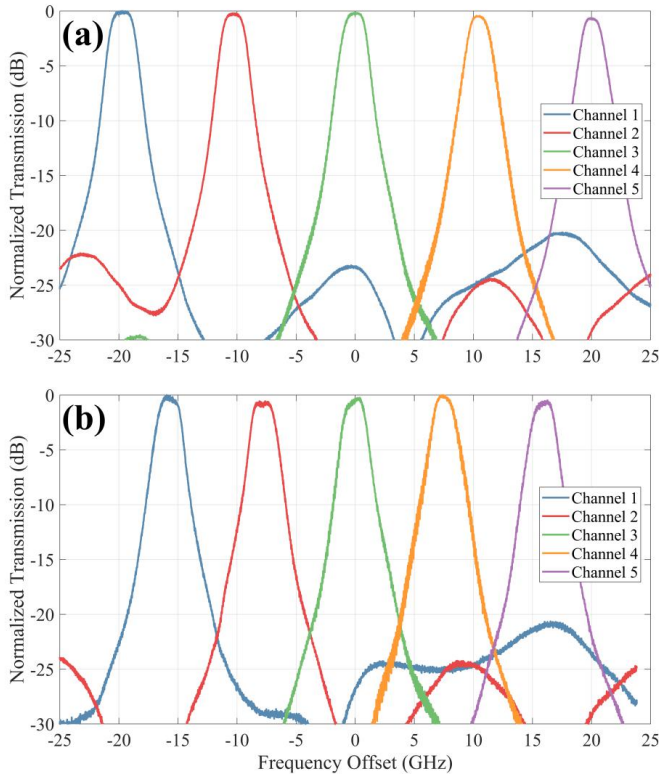 (a)
Normalized Transmission (dB)
0
-5
-10
-15
-20
-25
-30
-25 -20 -15 -10 -5 0 5 10 15 20 25
Channel 1
Channel 2
Channel 3
Channel 4
Channel 5
(b)
Normalized Transmission (dB)
0
-5
-10
-15
-20
-25
-30
-25 -20 -15 -10 -5 0 5 10 15 20 25
Channel 1
Channel 2
Channel 3
Channel 4
Channel 5
Frequency Offset (GHz)